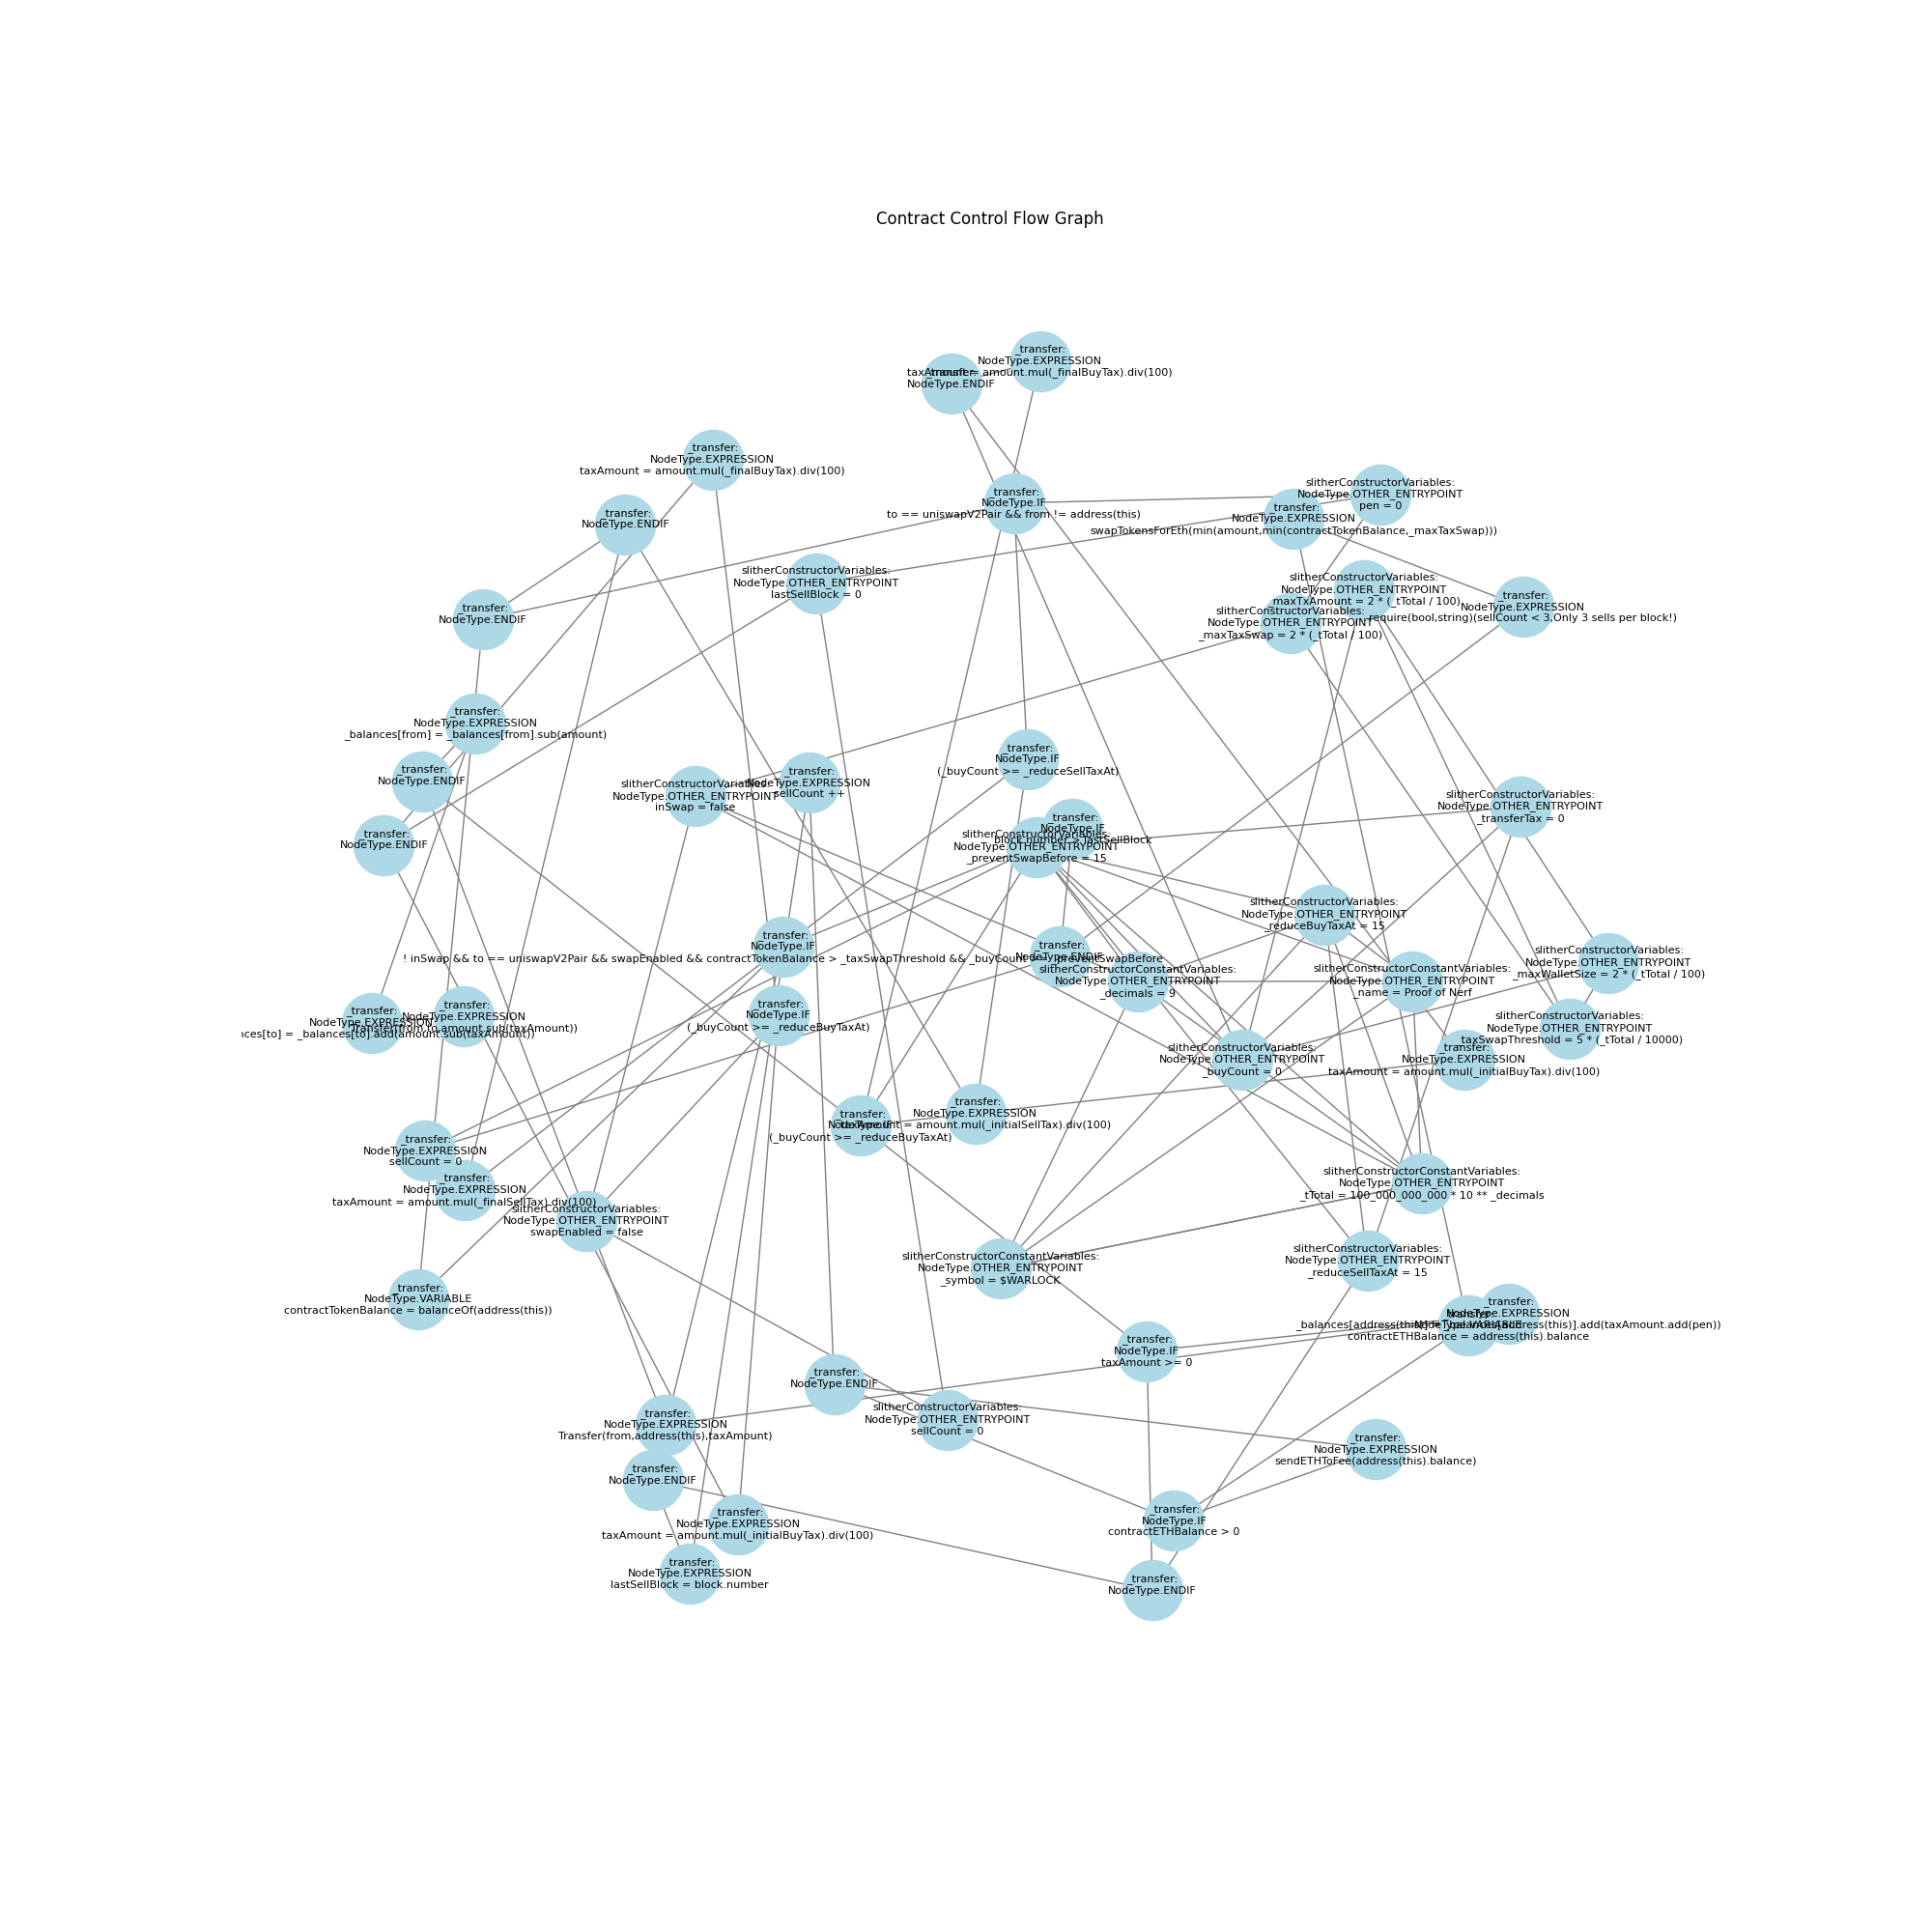 Contract Control Flow Graph
_transfer:
NodeType.EXPRESSION
taxAmount = amount.mul(_finalBuyTax).div(100)
_transfer:
NodeType.ENDIF
_transfer:
NodeType.EXPRESSION
taxAmount = amount.mul(_finalBuyTax).div(100)
_transfer:
NodeType.IF
to == uniswapV2Pair && from != address(this)
slitherConstructorVariables:
NodeType.OTHER_ENTRYPOINT
pen = 0
_transfer:
NodeType.EXPRESSION
swapTokensForEth(min(amount,min(contractTokenBalance,_maxTaxSwap)))
_transfer:
NodeType.ENDIF
slitherConstructorVariables:
NodeType.OTHER_ENTRYPOINT
lastSellBlock = 0
slitherConstructorVariables:
NodeType.OTHER_ENTRYPOINT
_maxTxAmount = 2 * (_tTotal / 100)
_transfer:
NodeType.EXPRESSION
require(bool,string)(sellCount < 3,Only 3 sells per block!)
slitherConstructorVariables:
NodeType.OTHER_ENTRYPOINT
_maxTaxSwap = 2 * (_tTotal / 100)
_transfer:
NodeType.ENDIF
_transfer:
NodeType.EXPRESSION
_balances[from] = _balances[from].sub(amount)
_transfer:
NodeType.IF
(_buyCount >= _reduceSellTaxAt)
_transfer:
NodeType.ENDIF
slitherConstructorVariables:
NodeType.OTHER_ENTRYPOINT
inSwap = false
_transfer:
NodeType.EXPRESSION
sellCount ++
slitherConstructorVariables:
NodeType.OTHER_ENTRYPOINT
_transferTax = 0
_transfer:
NodeType.IF
block.number > lastSellBlock
slitherConstructorVariables:
NodeType.OTHER_ENTRYPOINT
_preventSwapBefore = 15
_transfer:
NodeType.ENDIF
slitherConstructorVariables:
NodeType.OTHER_ENTRYPOINT
_reduceBuyTaxAt = 15
_transfer:
NodeType.IF
! inSwap && to == uniswapV2Pair && swapEnabled && contractTokenBalance > _taxSwapThreshold && _buyCount >= _preventSwapBefore
_transfer:
NodeType.ENDIF
slitherConstructorVariables:
NodeType.OTHER_ENTRYPOINT
_maxWalletSize = 2 * (_tTotal / 100)
slitherConstructorConstantVariables:
NodeType.OTHER_ENTRYPOINT
_decimals = 9
slitherConstructorConstantVariables:
NodeType.OTHER_ENTRYPOINT
_name = Proof of Nerf
_transfer:
NodeType.EXPRESSION
nces[to] = _balances[to].add(amount.sub(taxAmount))
_transfer:
NodeType.EXPRESSION
Transfer(from,to,amount.sub(taxAmount))
_transfer:
NodeType.IF
(_buyCount >= _reduceBuyTaxAt)
slitherConstructorVariables:
NodeType.OTHER_ENTRYPOINT
_taxSwapThreshold = 5 * (_tTotal / 10000)
slitherConstructorVariables:
NodeType.OTHER_ENTRYPOINT
_buyCount = 0
_transfer:
NodeType.EXPRESSION
taxAmount = amount.mul(_initialBuyTax).div(100)
_transfer:
NodeType.IF
(_buyCount >= _reduceBuyTaxAt)
_transfer:
NodeType.EXPRESSION
taxAmount = amount.mul(_initialSellTax).div(100)
_transfer:
NodeType.EXPRESSION
sellCount = 0
_transfer:
NodeType.EXPRESSION
taxAmount = amount.mul(_finalSellTax).div(100)
slitherConstructorVariables:
NodeType.OTHER_ENTRYPOINT
swapEnabled = false
slitherConstructorConstantVariables:
NodeType.OTHER_ENTRYPOINT
_tTotal = 100_000_000_000 * 10 ** _decimals
slitherConstructorConstantVariables:
NodeType.OTHER_ENTRYPOINT
_symbol = $WARLOCK
slitherConstructorVariables:
NodeType.OTHER_ENTRYPOINT
_reduceSellTaxAt = 15
_transfer:
NodeType.VARIABLE
contractTokenBalance = balanceOf(address(this))
_transfer:
NodeType.EXPRESSION
_balances[address(this)] = _balances[address(this)].add(taxAmount.add(pen))
_transfer:
NodeType.VARIABLE
contractETHBalance = address(this).balance
_transfer:
NodeType.IF
taxAmount >= 0
_transfer:
NodeType.ENDIF
slitherConstructorVariables:
NodeType.OTHER_ENTRYPOINT
sellCount = 0
_transfer:
NodeType.EXPRESSION
Transfer(from,address(this),taxAmount)
_transfer:
NodeType.EXPRESSION
sendETHToFee(address(this).balance)
_transfer:
NodeType.ENDIF
_transfer:
NodeType.EXPRESSION
taxAmount = amount.mul(_initialBuyTax).div(100)
_transfer:
NodeType.IF
contractETHBalance > 0
_transfer:
NodeType.EXPRESSION
lastSellBlock = block.number
_transfer:
NodeType.ENDIF